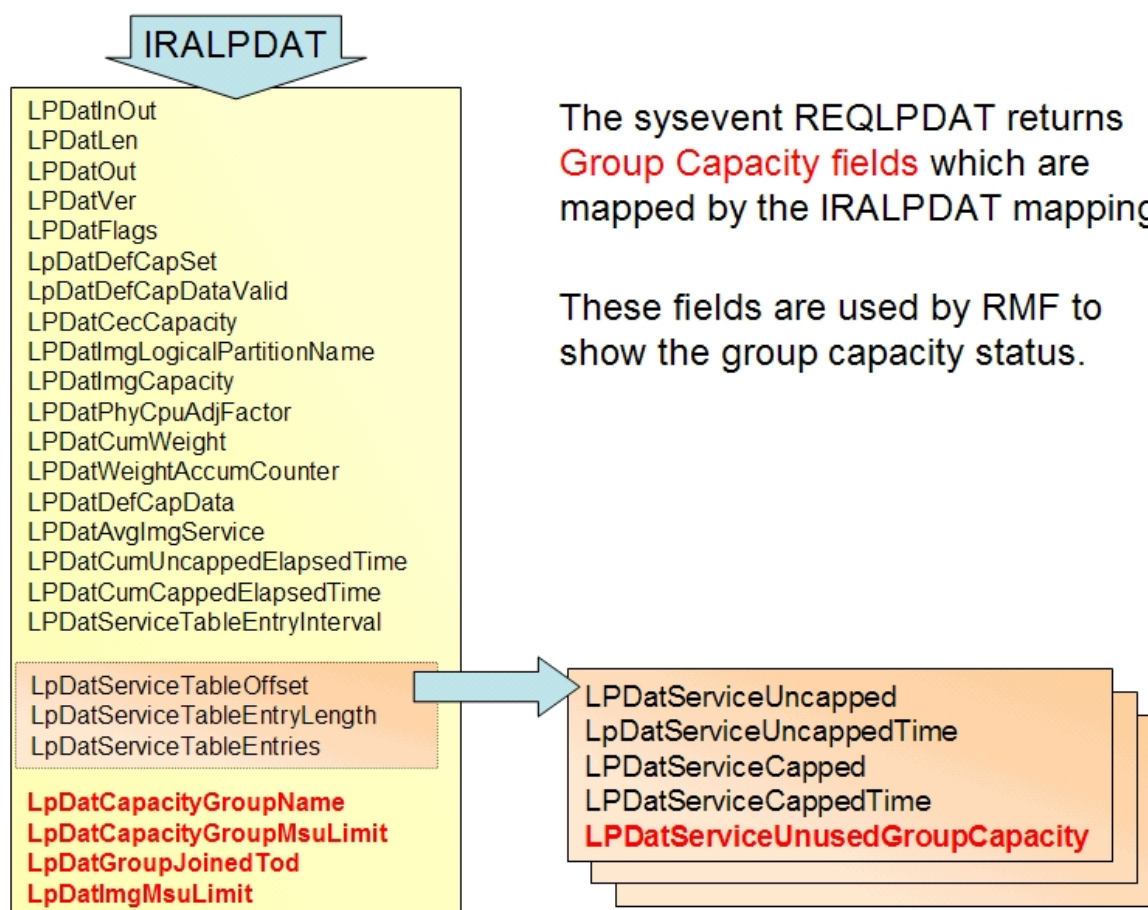 IRALPDAT
LPDatInOut
LPDatLen
LPDatOut
LPDatVer
LPDatFlags
LpDatDefCapSet
LpDatDefCapDataValid
LPDatCecCapacity
LPDatImgLogicalPartitionName
LPDatImgCapacity
LPDatPhyCpuAdjFactor
LPDatCumWeight
LPDatWeightAccumCounter
LPDatDefCapData
LPDatAvgImgService
LPDatCumUncappedElapsedTime
LPDatCumCappedElapsedTime
LPDatServiceTableEntryInterval
LpDatServiceTableOffset
LpDatServiceTableEntryLength
LpDatServiceTableEntries
LpDatCapacityGroupName
LpDatCapacityGroupMsuLimit
LpDatGroupJoinedTod
LpDatImgMsuLimit
The sysevent REQLPDAT returns
Group Capacity fields which are
mapped by the IRALPDAT mapping
These fields are used by RMF to
show the group capacity status.
LPDatServiceUncapped
LpDatServiceUncappedTime
LPDatServiceCapped
LPDatServiceCappedTime
LPDatServiceUnusedGroupCapacity